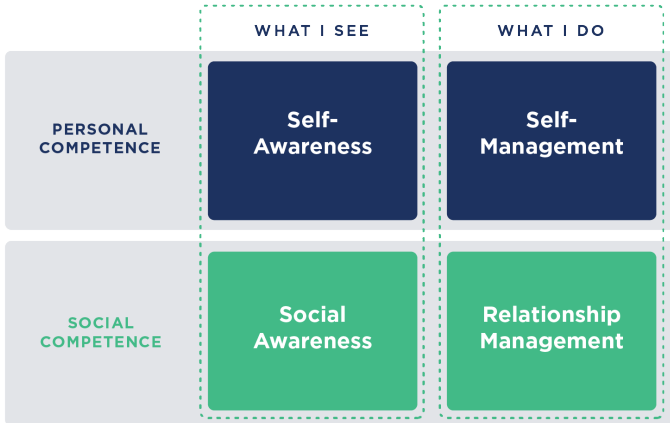 WHAT I SEE
WHAT I DO
PERSONAL
COMPETENCE
Self-
Awareness
Self-
Management
SOCIAL
COMPETENCE
Social
Awareness
Relationship
Management